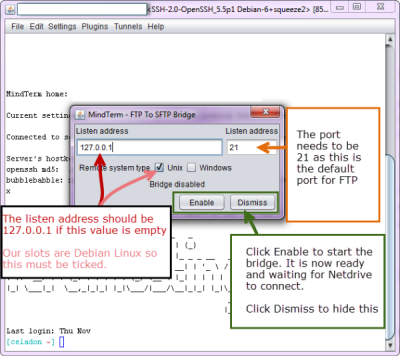 <SSH-2.0-OpenSSH_5.5p1 Debian-6+squeeze2> [85...
File Edit Settings Plugins Tunnels Help
MindTerm home:
Current settin
Connected to s
Server's hostke
openssh md5:
bubblebabble:
x
MindTerm - FTP To SFTP Bridge
Listen address
Listen address
127.0.0.1
21
Remote system type
Unix
Windows
Bridge disabled
Enable
Dismiss
The port
needs to be
21 as this is
the default
port for FTP
The listen address should be
127.0.0.1 if this value is empty
Our slots are Debian Linux so
this must be ticked.
Click Enable to start the
bridge. It is now ready
and waiting for Netdrive
to connect.
Click Dismiss to hide this
Last login: Thu Nov
[celadon ~]